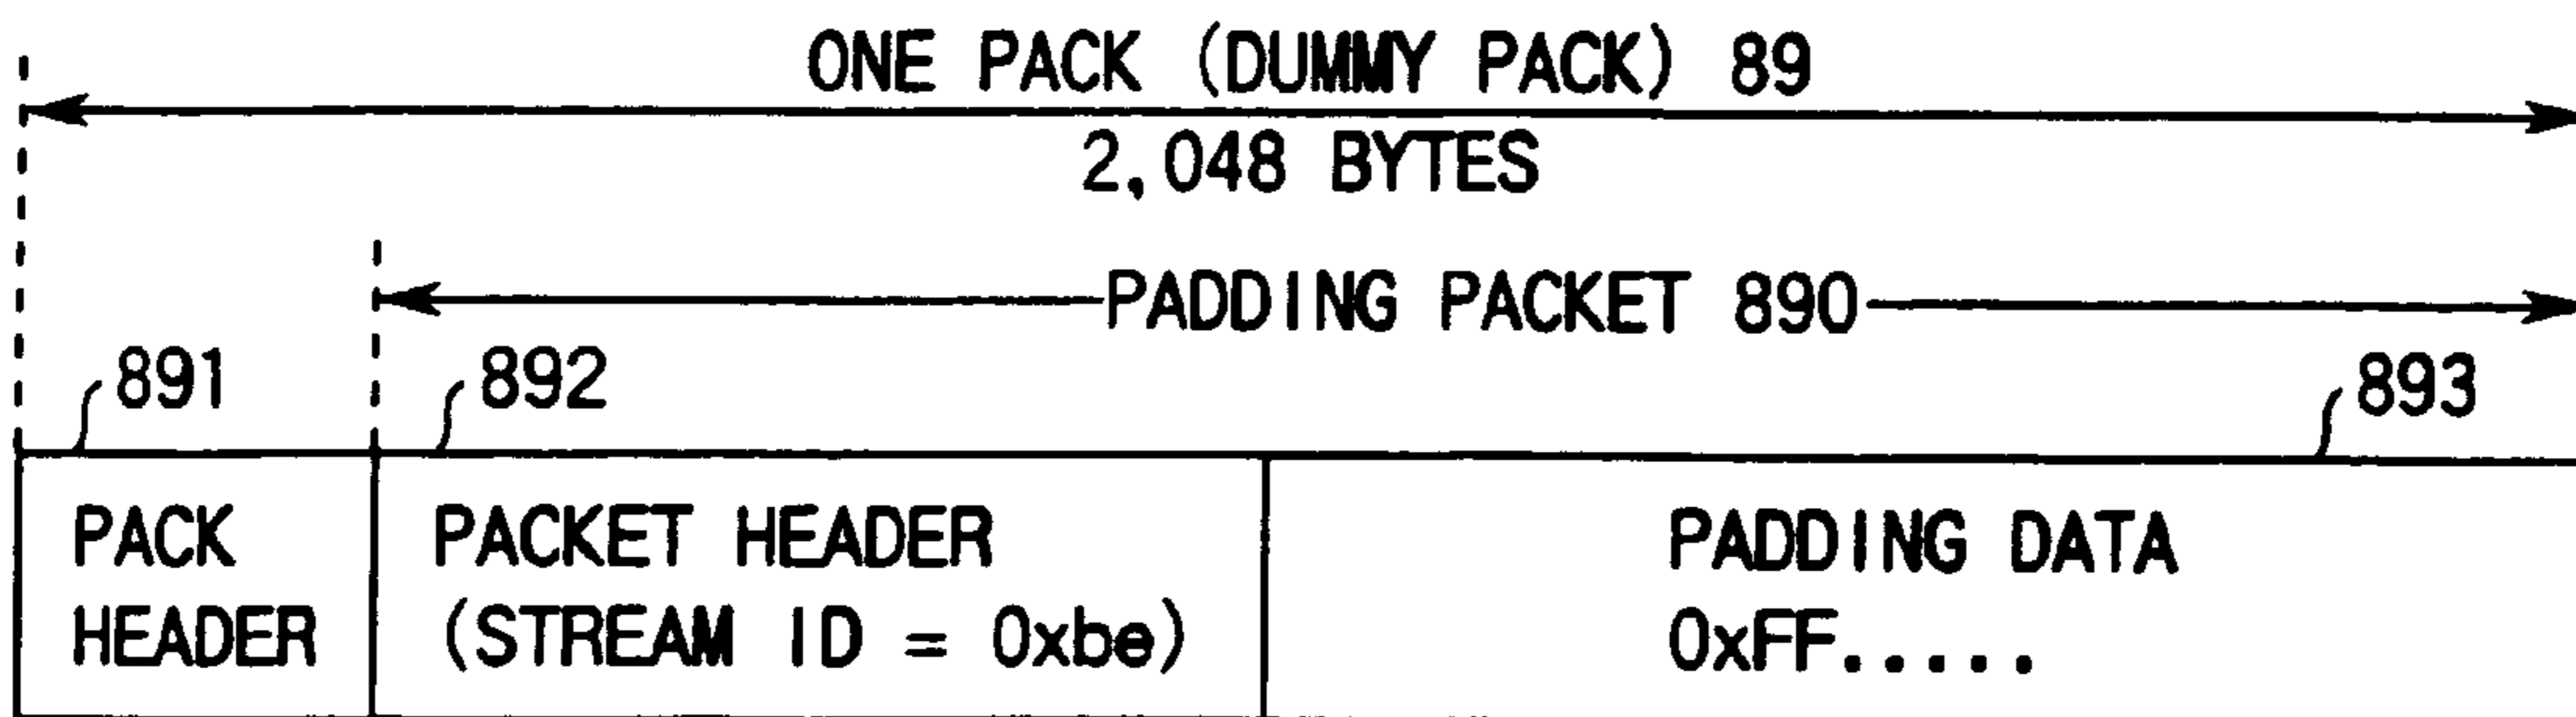 ONE PACK (DUMMY PACK) 89
2,048 BYTES
PADDING PACKET 890
891
892
893
PACK
HEADER
PACKET HEADER
(STREAM ID = 0xbe)
PADDING DATA
0xFF.....